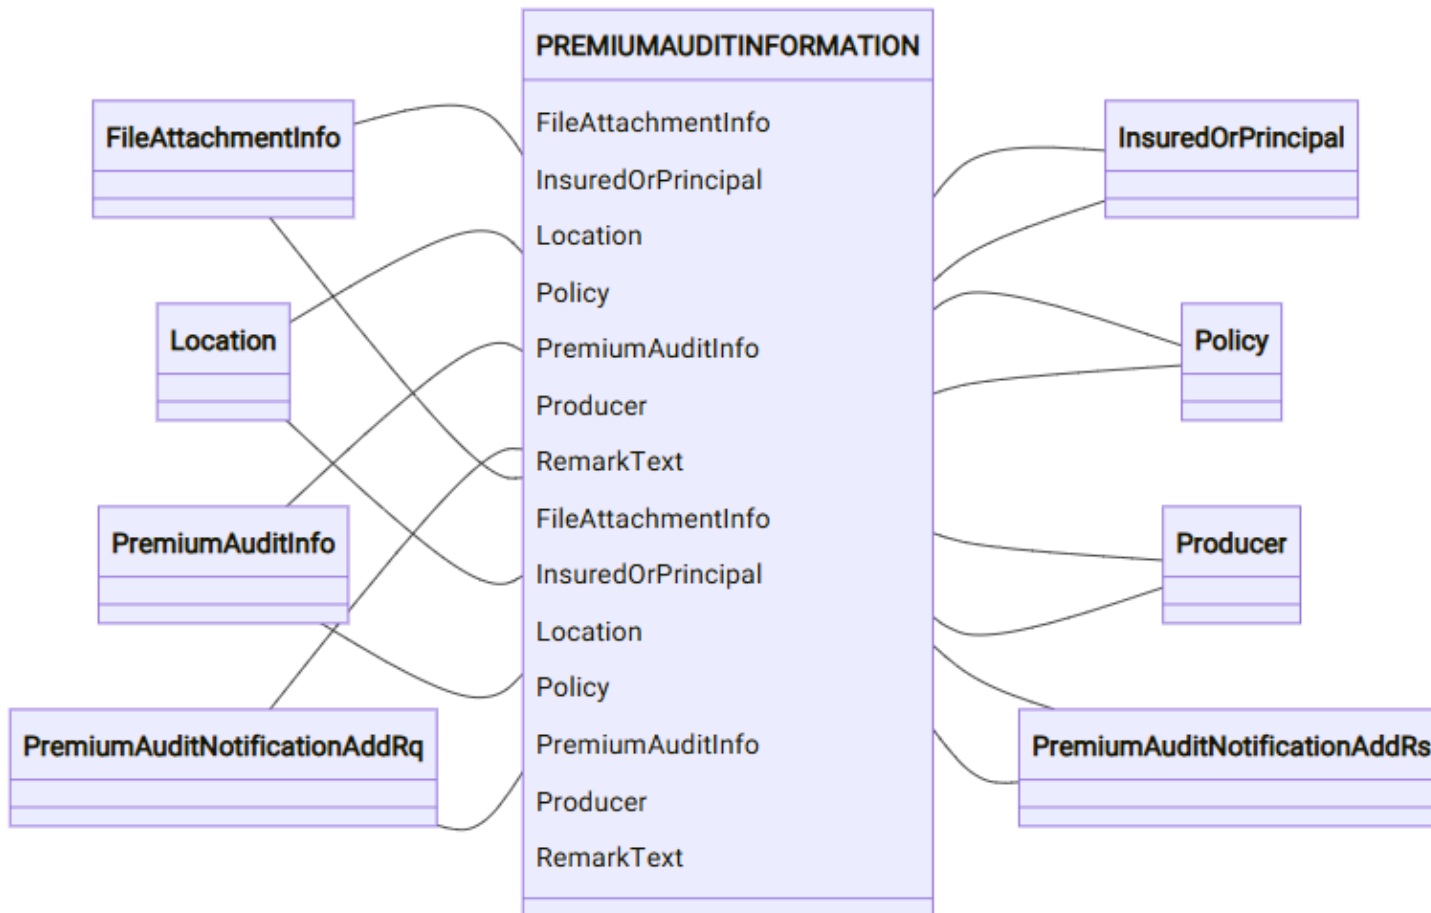 PREMIUMAUDITINFORMATION
FileAttachmentInfo
InsuredOrPrincipal
Location
Policy
PremiumAuditInfo
Producer
RemarkText
FileAttachmentInfo
InsuredOrPrincipal
Location
Policy
PremiumAuditInfo
Producer
RemarkText
FileAttachmentInfo
Location
PremiumAuditInfo
PremiumAuditNotificationAddRq
InsuredOrPrincipal
Policy
Producer
PremiumAuditNotificationAddRs